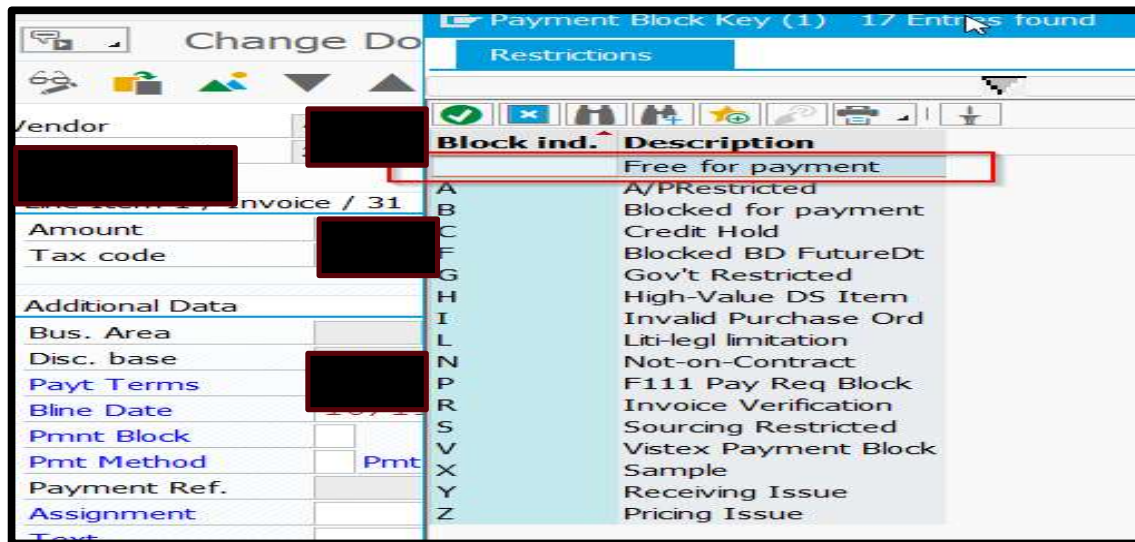 Change Do
Vendor
Line Item 1 / Invoice / 31
Amount
Tax code
Additional Data
Bus. Area
Disc. base
Payt Terms
Bline Date
Pmnt Block
Pmt Method Pmt
Payment Ref.
Assignment
Text
Payment Block Key (1) 17 Entries found
Restrictions
Block ind. Description
Free for payment
A A/PRestricted
B Blocked for payment
C Credit Hold
F Blocked BD FutureDt
G Gov't Restricted
H High-Value DS Item
I Invalid Purchase Ord
L Liti-legl limitation
N Not-on-Contract
P F111 Pay Req Block
R Invoice Verification
S Sourcing Restricted
V Vistex Payment Block
X Sample
Y Receiving Issue
Z Pricing Issue